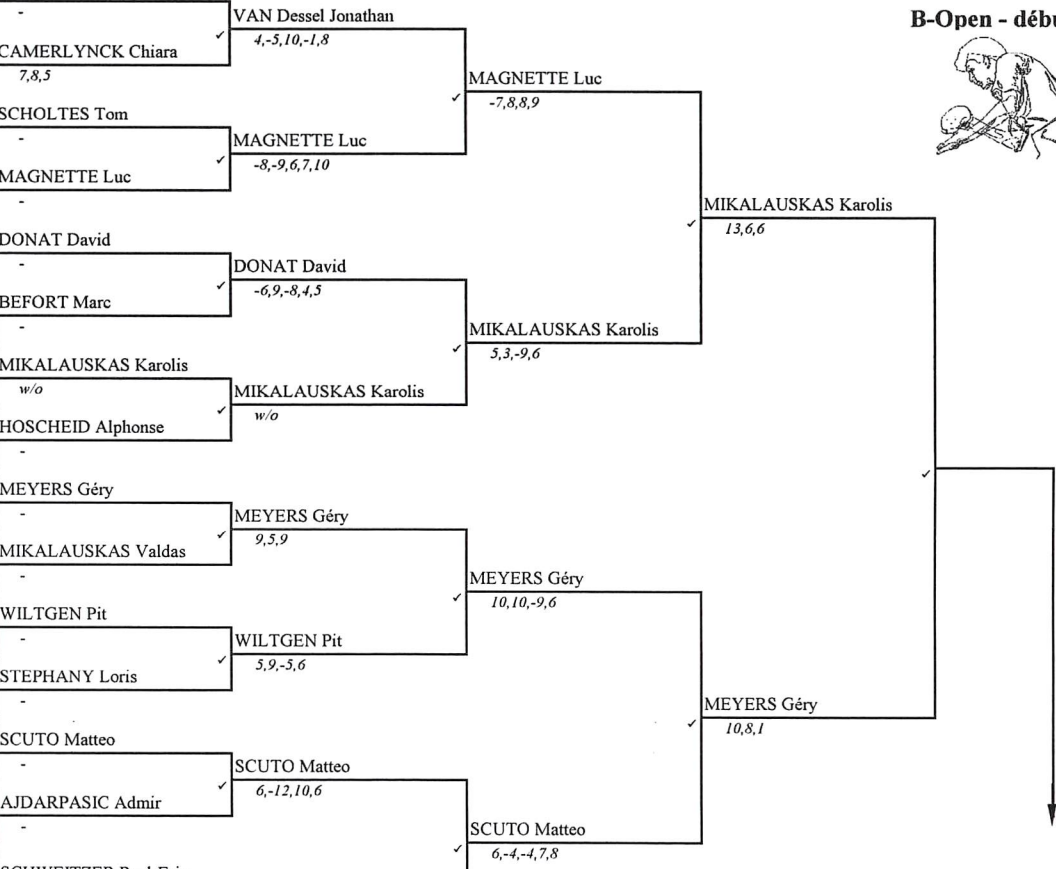 -
CAMERLYNCK Chiara
7,8,5
SCHOLTES Tom
-
MAGNETTE Luc
-
DONAT David
-
BEFORT Marc
-
MIKALAUSKAS Karolis
w/o
HOSCHEID Alphonse
-
MEYERS Géry
-
MIKALAUSKAS Valdas
-
WILTGEN Pit
-
STEPHANY Loris
-
SCUTO Matteo
-
AJDARPASIC Admir
-
VAN Dessel Jonathan
4,-5,10,-1,8
MAGNETTE Luc
-8,-9,6,7,10
DONAT David
-6,9,-8,4,5
MIKALAUSKAS Karolis
w/o
MEYERS Géry
9,5,9
WILTGEN Pit
5,9,-5,6
SCUTO Matteo
6,-12,10,6
MAGNETTE Luc
-7,8,8,9
MIKALAUSKAS Karolis
5,3,-9,6
MEYERS Géry
10,10,-9,6
SCUTO Matteo
6,-4,-4,7,8
MIKALAUSKAS Karolis
13,6,6
MEYERS Géry
10,8,1
B-Open - débu